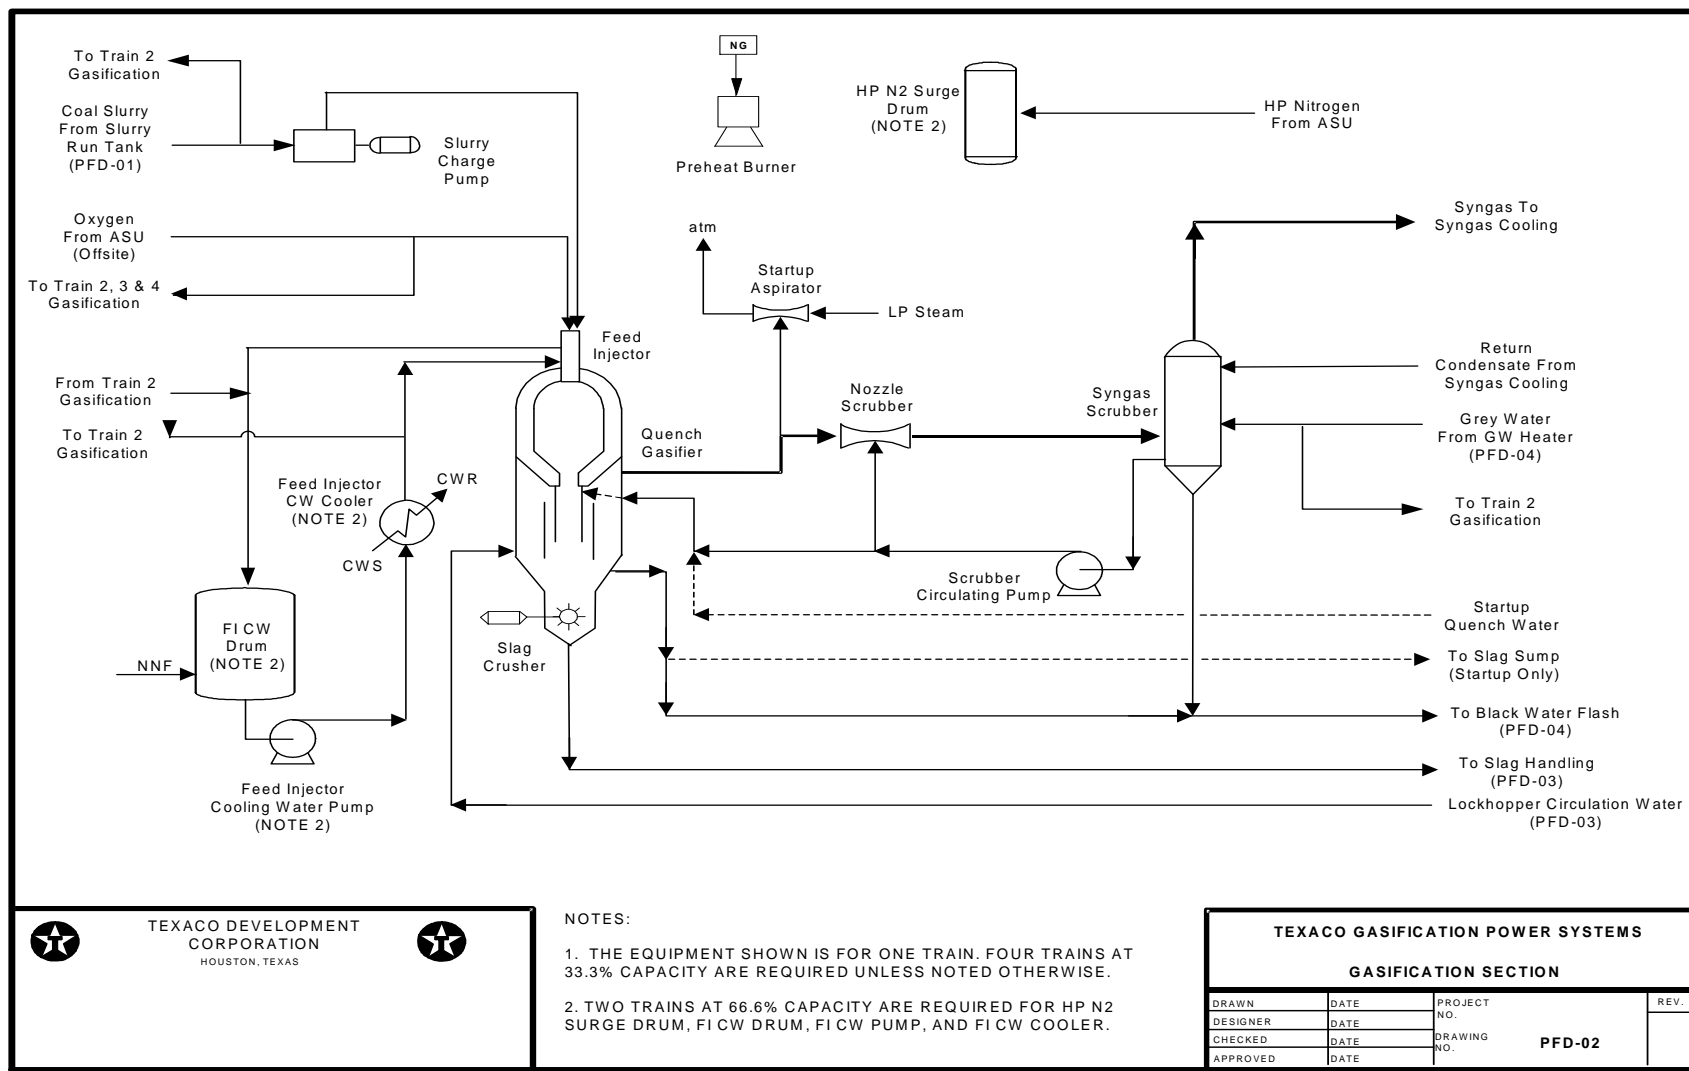 To Train 2
Gasification
Coal Slurry
From Slurry
Run Tank
(PFD-01)
Slurry
Charge
Pump
NG
Preheat Burner
HP N2 Surge
Drum
(NOTE 2)
HP Nitrogen
From ASU
Oxygen
From ASU
(Offsite)
To Train 2, 3 & 4
Gasification
atm
Startup
Aspirator
LP Steam
Syngas To
Syngas Cooling
Feed
Injector
From Train 2
Gasification
To Train 2
Gasification
Nozzle
Scrubber
Syngas
Scrubber
Return
Condensate From
Syngas Cooling
Grey Water
From GW Heater
(PFD-04)
Quench
Gasifier
Feed Injector
CW Cooler
(NOTE 2)
CWR
CWS
To Train 2
Gasification
Scrubber
Circulating Pump
Startup
Quench Water
FI CW
Drum
(NOTE 2)
NNF
Slag
Crusher
To Slag Sump
(Startup Only)
To Black Water Flash
(PFD-04)
To Slag Handling
(PFD-03)
Feed Injector
Cooling Water Pump
(NOTE 2)
Lockhopper Circulation Water
(PFD-03)
TEXACO DEVELOPMENT
CORPORATION
HOUSTON, TEXAS
NOTES:
1. THE EQUIPMENT SHOWN IS FOR ONE TRAIN. FOUR TRAINS AT
33.3% CAPACITY ARE REQUIRED UNLESS NOTED OTHERWISE.
2. TWO TRAINS AT 66.6% CAPACITY ARE REQUIRED FOR HP N2
SURGE DRUM, FI CW DRUM, FI CW PUMP, AND FI CW COOLER.
TEXACO GASIFICATION POWER SYSTEMS
GASIFICATION SECTION
DRAWN DATE
DESIGNER DATE
CHECKED DATE
APPROVED DATE
PROJECT
NO.
DRAWING
NO.
PFD-02
REV.